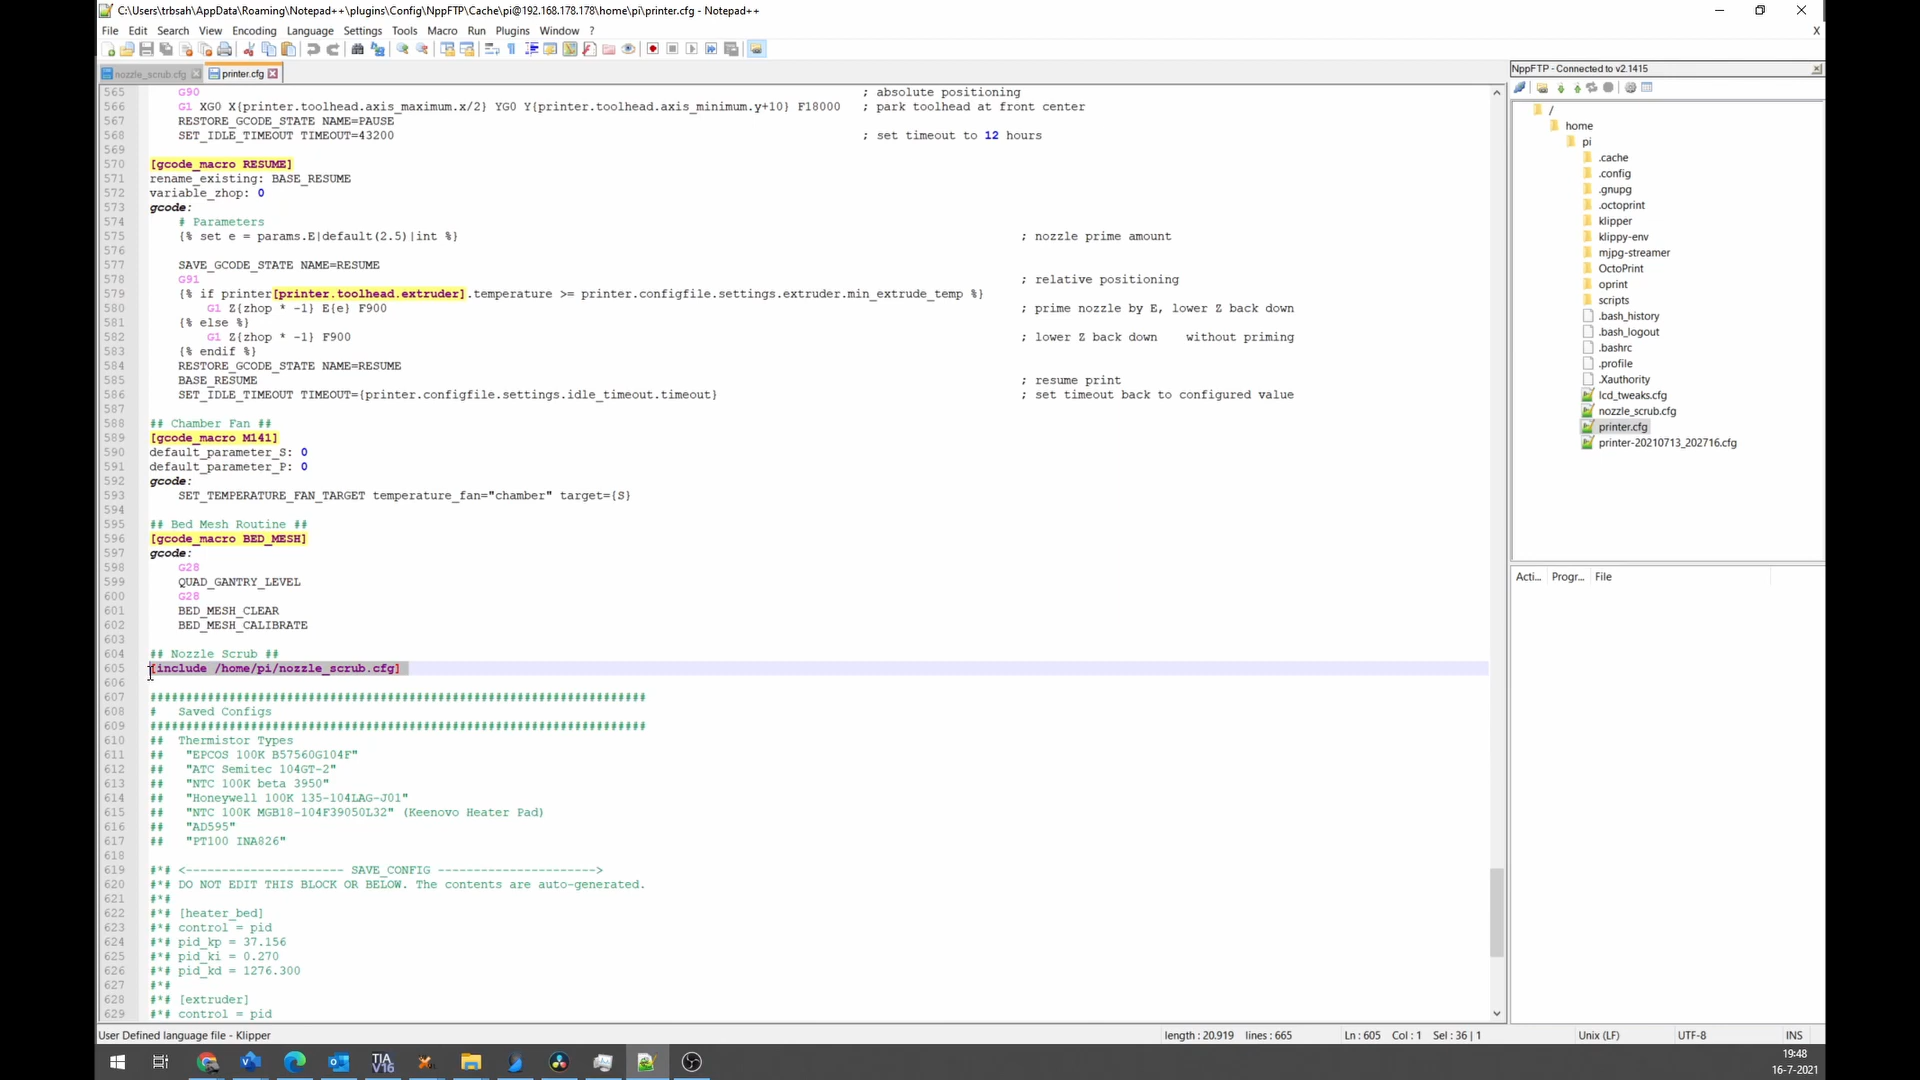 C:\Users\trbsah\AppData\Roaming\Notepad++\plugins\Config\NppFTP\Cache\pi@192.168.178.178\home\pi\printer.cfg - Notepad++
File Edit Search View Encoding Language Settings Tools Macro Run Plugins Window ? X
nozzle_scrub.cfg printer.cfg
565 G90 ; absolute positioning
566 G1 XG0 X{printer.toolhead.axis_maximum.x/2} YG0 Y{printer.toolhead.axis_minimum.y+10} F18000 ; park toolhead at front center
567 RESTORE_GCODE_STATE NAME=PAUSE
568 SET_IDLE_TIMEOUT TIMEOUT=43200 ; set timeout to 12 hours
569
570 [gcode_macro RESUME]
571 rename_existing: BASE_RESUME
572 variable_zhop: 0
573 gcode:
574 # Parameters
575 {% set e = params.E|default(2.5)|int %} ; nozzle prime amount
576
577 SAVE_GCODE_STATE NAME=RESUME
578 G91 ; relative positioning
579 {% if printer[printer.toolhead.extruder].temperature >= printer.configfile.settings.extruder.min_extrude_temp %}
580 G1 Z{zhop * -1} E{e} F900 ; prime nozzle by E, lower Z back down
581 {% else %}
582 G1 Z{zhop * -1} F900 ; lower Z back down without priming
583 {% endif %}
584 RESTORE_GCODE_STATE NAME=RESUME
585 BASE_RESUME ; resume print
586 SET_IDLE_TIMEOUT TIMEOUT={printer.configfile.settings.idle_timeout.timeout} ; set timeout back to configured value
587
588 ## Chamber Fan ##
589 [gcode_macro M141]
590 default_parameter_S: 0
591 default_parameter_P: 0
592 gcode:
593 SET_TEMPERATURE_FAN_TARGET temperature_fan="chamber" target={S}
594
595 ## Bed Mesh Routine ##
596 [gcode_macro BED_MESH]
597 gcode:
598 G28
599 QUAD_GANTRY_LEVEL
600 G28
601 BED_MESH_CLEAR
602 BED_MESH_CALIBRATE
603
604 ## Nozzle Scrub ##
605 [include /home/pi/nozzle_scrub.cfg]
606
607 #####################################################################
608 # Saved Configs
609 #####################################################################
610 ## Thermistor Types
611 ## "EPCOS 100K B57560G104F"
612 ## "ATC Semitec 104GT-2"
613 ## "NTC 100K beta 3950"
614 ## "Honeywell 100K 135-104LAG-J01"
615 ## "NTC 100K MGB18-104F39050L32" (Keenovo Heater Pad)
616 ## "AD595"
617 ## "PT100 INA826"
618
619 #*# <---------------------- SAVE_CONFIG ---------------------->
620 #*# DO NOT EDIT THIS BLOCK OR BELOW. The contents are auto-generated.
621 #*#
622 #*# [heater_bed]
623 #*# control = pid
624 #*# pid_kp = 37.156
625 #*# pid_ki = 0.270
626 #*# pid_kd = 1276.300
627 #*#
628 #*# [extruder]
629 #*# control = pid
NppFTP - Connected to v2.1415
/
home
pi
.cache
.config
.gnupg
.octoprint
klipper
klippy-env
mjpg-streamer
OctoPrint
oprint
scripts
.bash_history
.bash_logout
.bashrc
.profile
.Xauthority
lcd_tweaks.cfg
nozzle_scrub.cfg
printer.cfg
printer-20210713_202716.cfg
Acti... Progr... File
User Defined language file - Klipper length : 20.919 lines : 665 Ln : 605 Col : 1 Sel : 36 | 1 Unix (LF) UTF-8 INS
TIA V16
19:48
16-7-2021